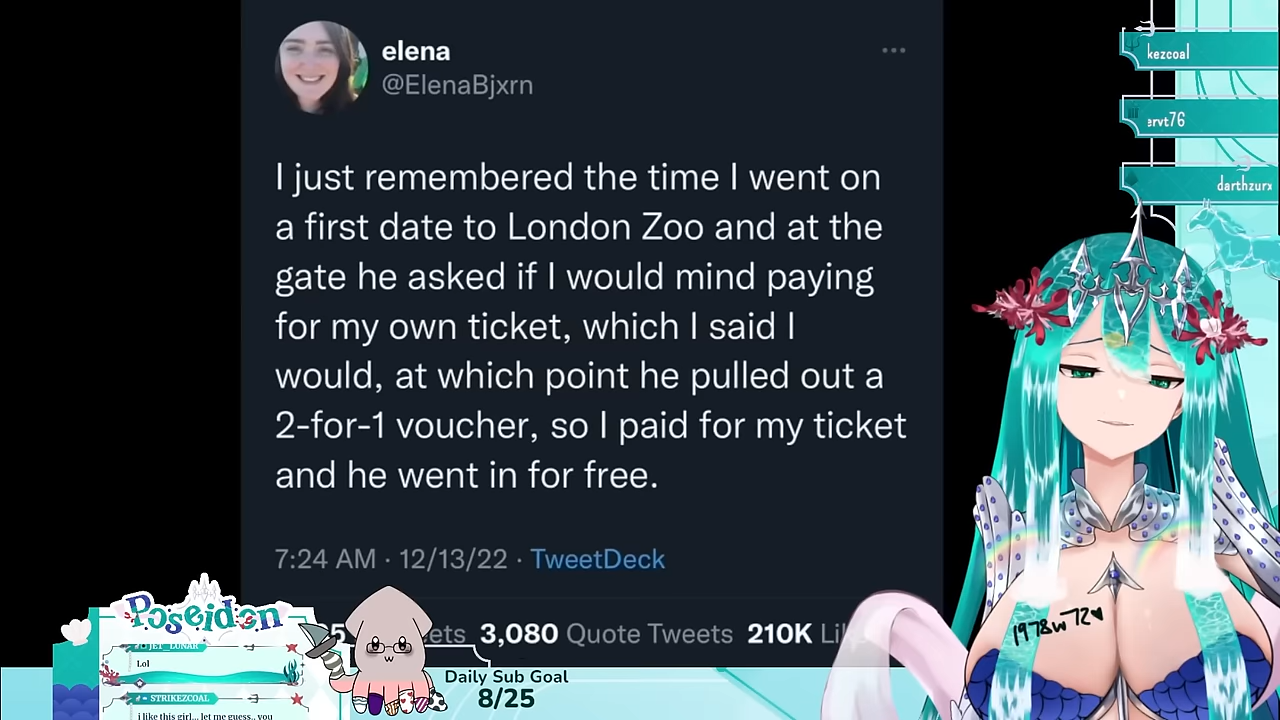 elena
@ElenaBjxrn
I just remembered the time I went on
a first date to London Zoo and at the
gate he asked if I would mind paying
for my own ticket, which I said I
would, at which point he pulled out a
2-for-1 voucher, so I paid for my ticket
and he went in for free.
7:24 AM · 12/13/22 · TweetDeck
3,080 Quote Tweets 210K
kezcoal
ervt76
darthzurx
1978w72
Poseidon
JET_LUNAR
Lol
STRIKEZCOAL
i like this girl... let me guess.. you
Daily Sub Goal
8/25